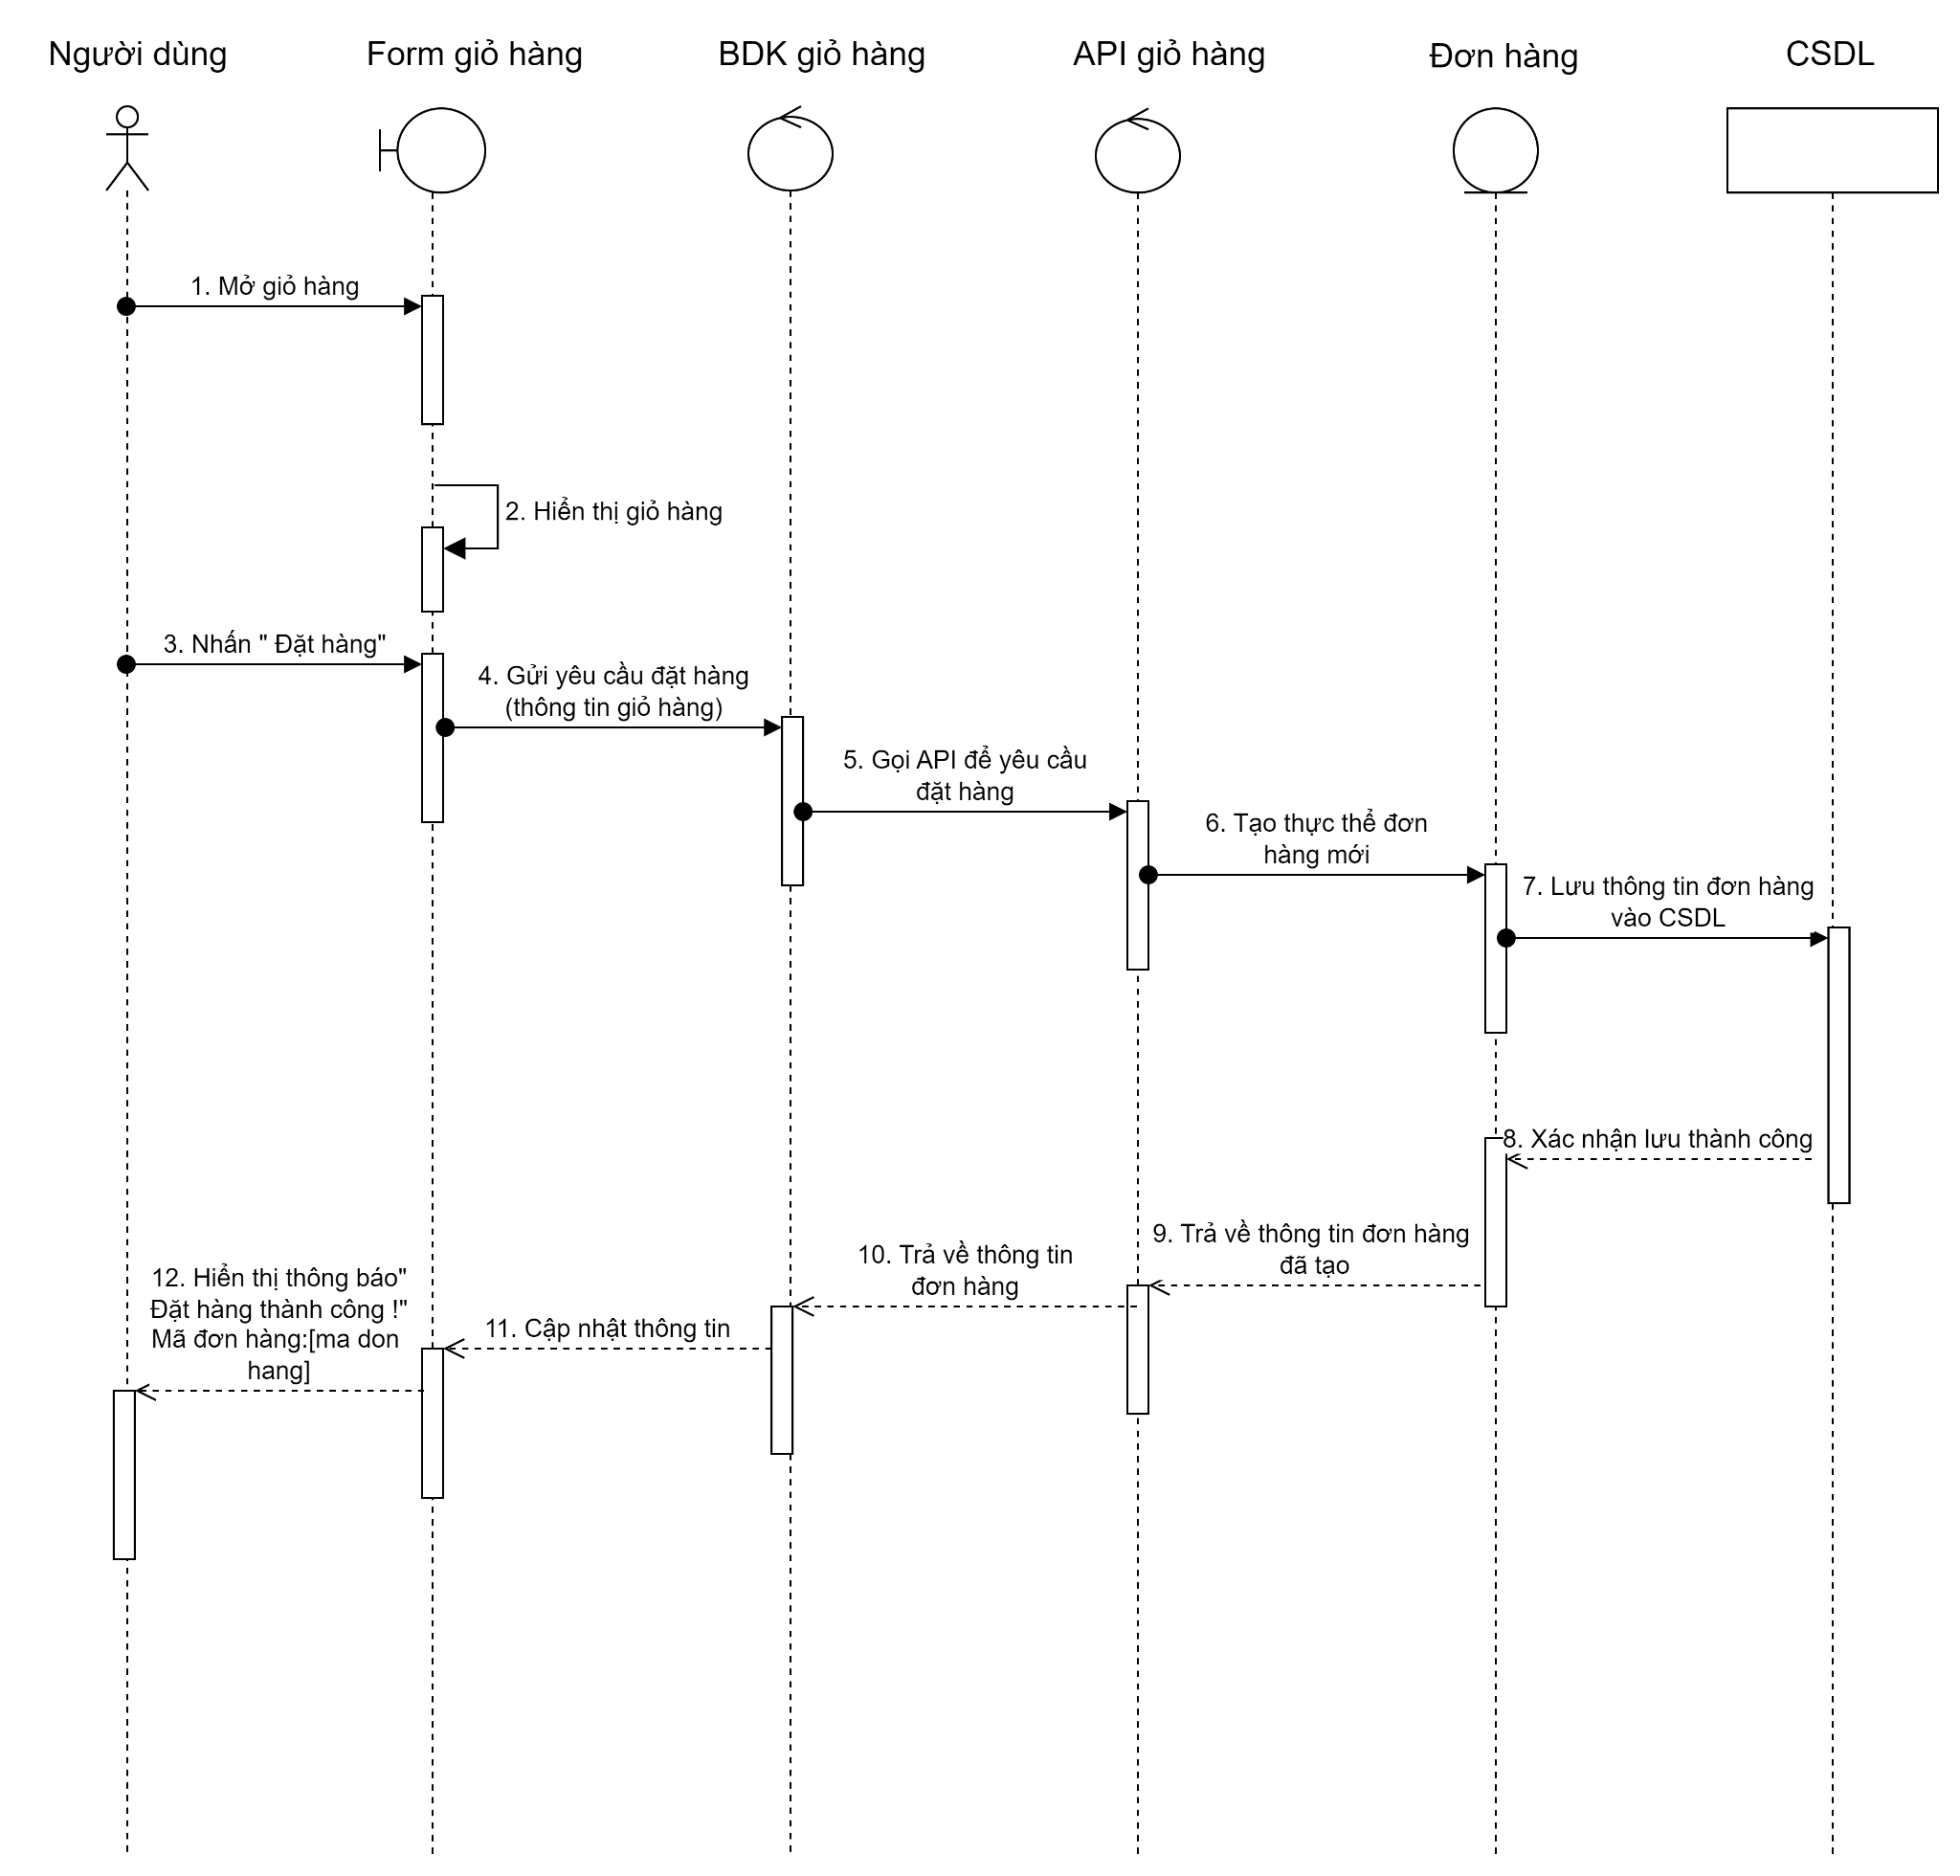 Người dùng
Form giỏ hàng
BDK giỏ hàng
API giỏ hàng
Đơn hàng
CSDL
1. Mở giỏ hàng
2. Hiển thị giỏ hàng
3. Nhấn " Đặt hàng"
4. Gửi yêu cầu đặt hàng
(thông tin giỏ hàng)
5. Gọi API để yêu cầu
đặt hàng
6. Tạo thực thể đơn
hàng mới
7. Lưu thông tin đơn hàng
vào CSDL
8. Xác nhận lưu thành công
9. Trả về thông tin đơn hàng
đã tạo
10. Trả về thông tin
đơn hàng
11. Cập nhật thông tin
12. Hiển thị thông báo"
Đặt hàng thành công !"
Mã đơn hàng:[ma don
hang]